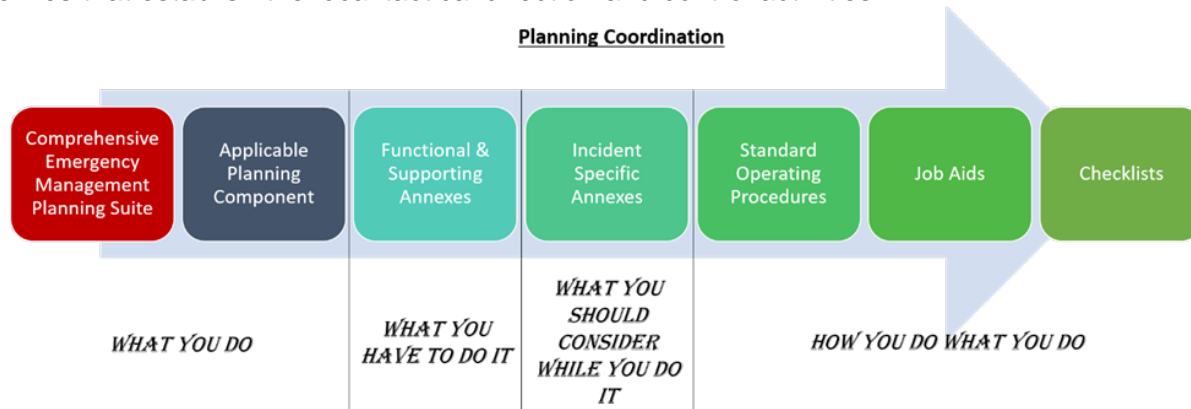 Planning Coordination
Comprehensive
Emergency
Management
Planning Suite
Applicable
Planning
Component
Functional &
Supporting
Annexes
Incident
Specific
Annexes
Standard
Operating
Procedures
Job Aids
Checklists
WHAT YOU DO
WHAT YOU
HAVE TO DO IT
WHAT YOU
SHOULD
CONSIDER
WHILE YOU DO
IT
HOW YOU DO WHAT YOU DO